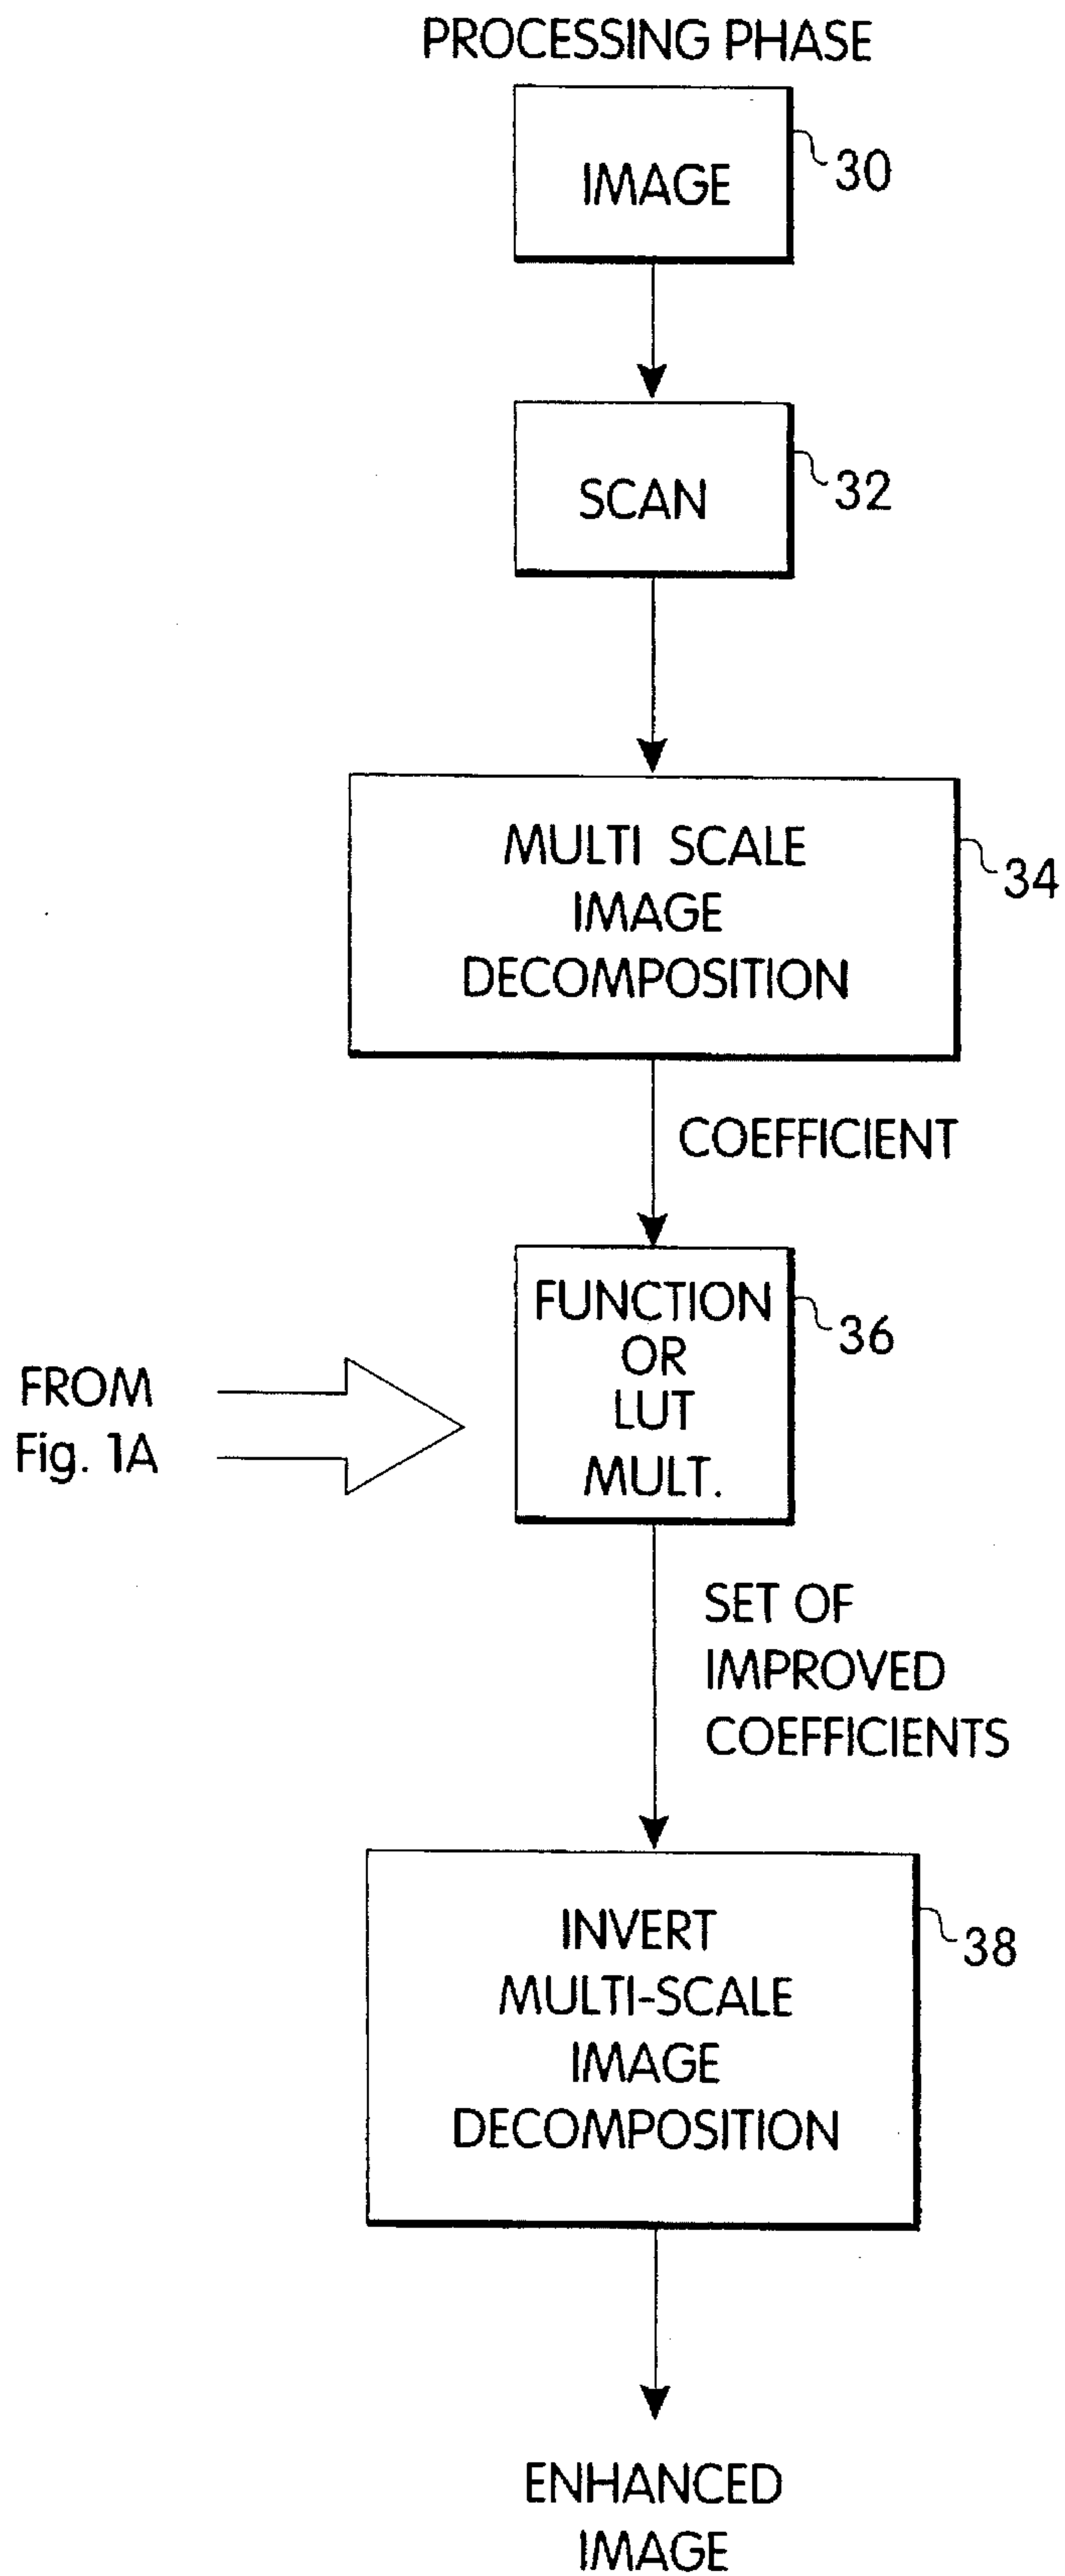 PROCESSING PHASE
IMAGE
30
SCAN
32
MULTI SCALE
IMAGE
DECOMPOSITION
34
COEFFICIENT
FUNCTION
OR
LUT
MULT.
36
FROM
Fig. 1A
SET OF
IMPROVED
COEFFICIENTS
INVERT
MULTI-SCALE
IMAGE
DECOMPOSITION
38
ENHANCED
IMAGE